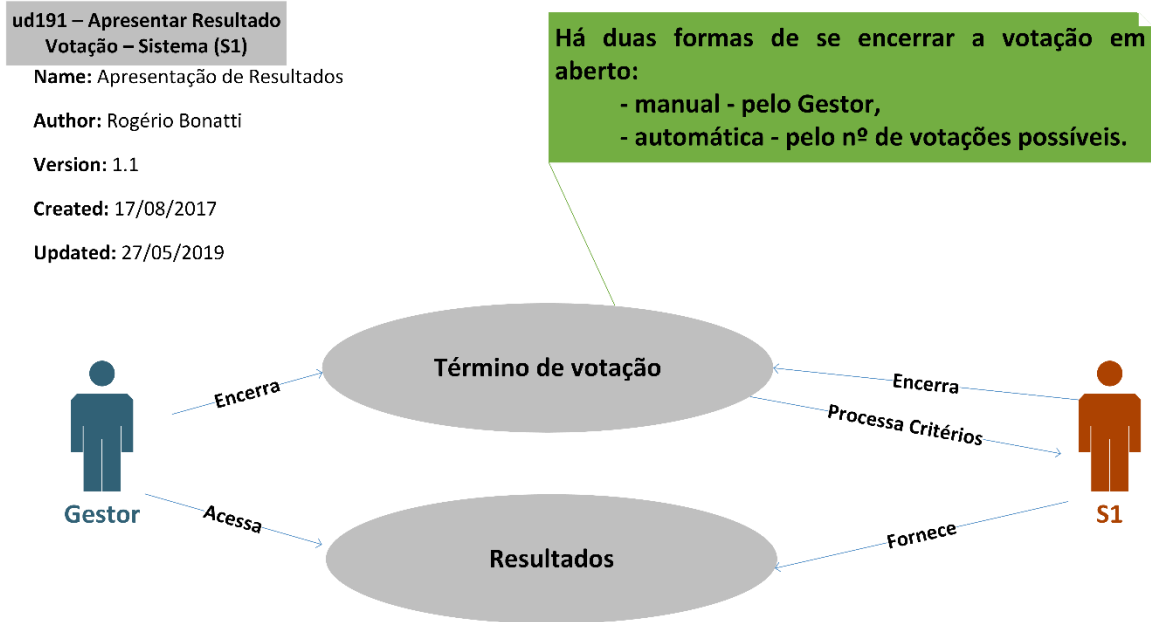 ud191 – Apresentar Resultado
Votação – Sistema (S1)
Name: Apresentação de Resultados
Author: Rogério Bonatti
Version: 1.1
Created: 17/08/2017
Updated: 27/05/2019
Há duas formas de se encerrar a votação em
aberto:
- manual - pelo Gestor,
- automática - pelo nº de votações possíveis.
Término de votação
Encerra
Encerra
Processa Critérios
Gestor
S1
Acessa
Resultados
Fornece